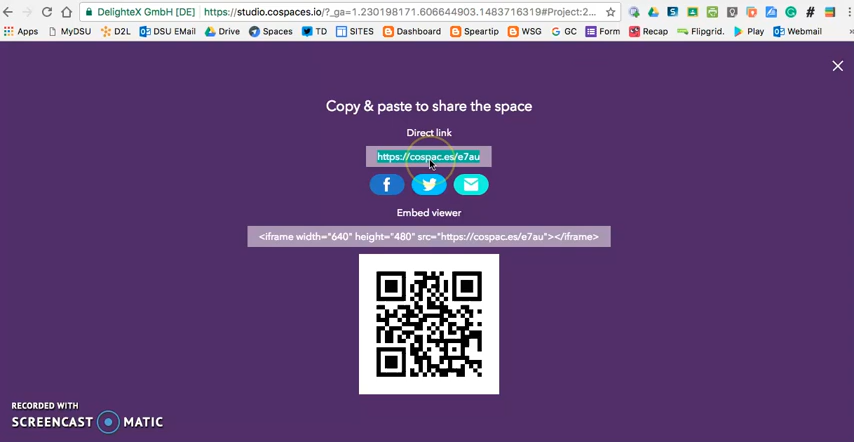 DelighteX GmbH [DE] https://studio.cospaces.io/?_ga=1.230198171.606644903.1483716319#Project:2...
Apps MyDSU D2L DSU EMail Drive Spaces TD SITES Dashboard Speartip WSG GC Form Recap Flipgrid. Play Webmail
Copy & paste to share the space
Direct link
https://cospac.es/e7au
Embed viewer
<iframe width="640" height="480" src="https://cospac.es/e7au"></iframe>
RECORDED WITH
SCREENCAST MATIC